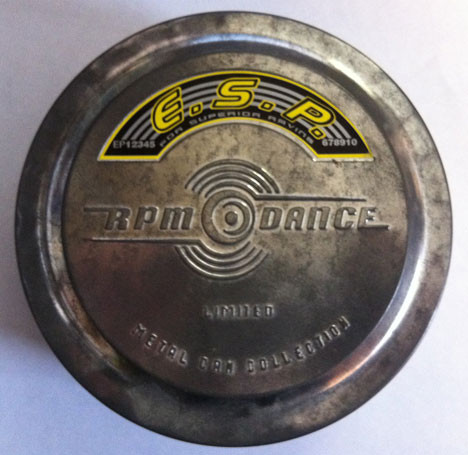 E.S.P.
FOR SUPERIOR RAVING
EP12345 678910
RPM DANCE
LIMITED
METAL CAN COLLECTION